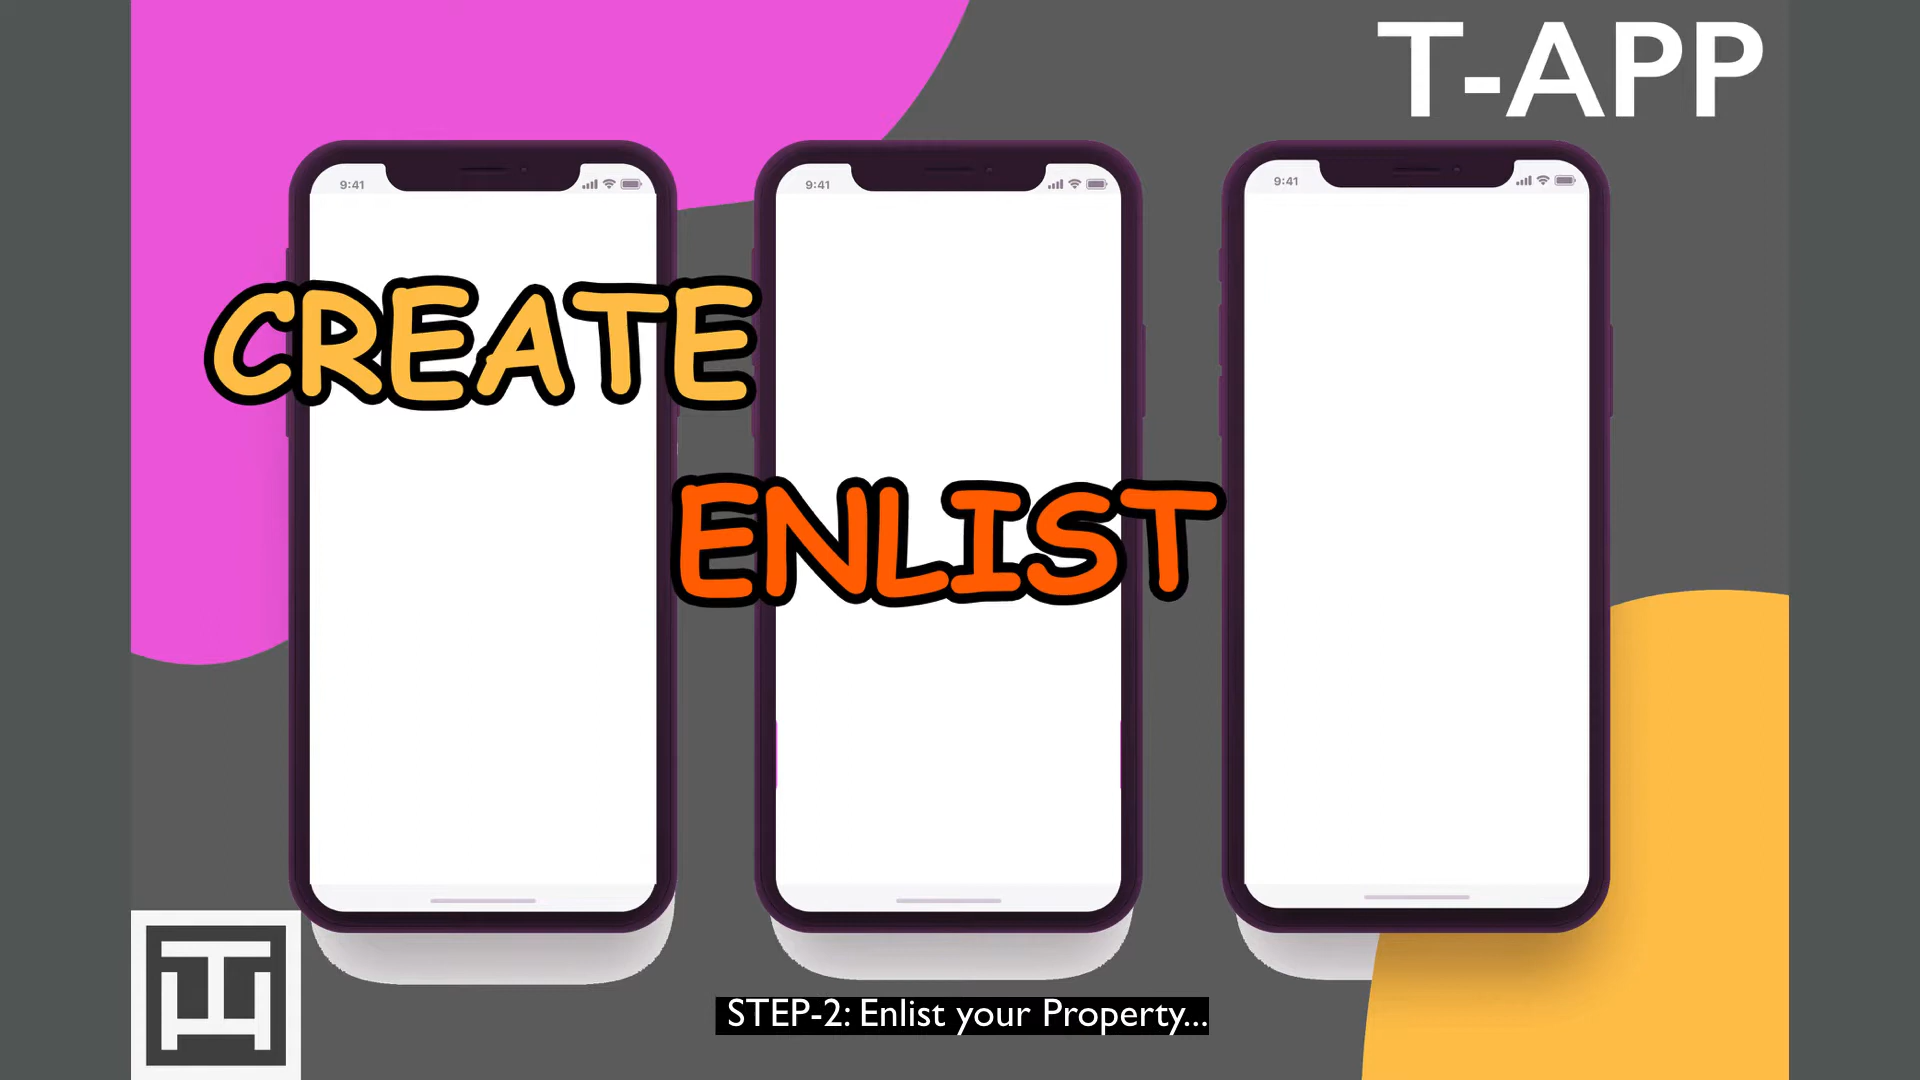 T-APP
9:41
9:41
9:41
CREATE
ENLIST
STEP-2: Enlist your Property...